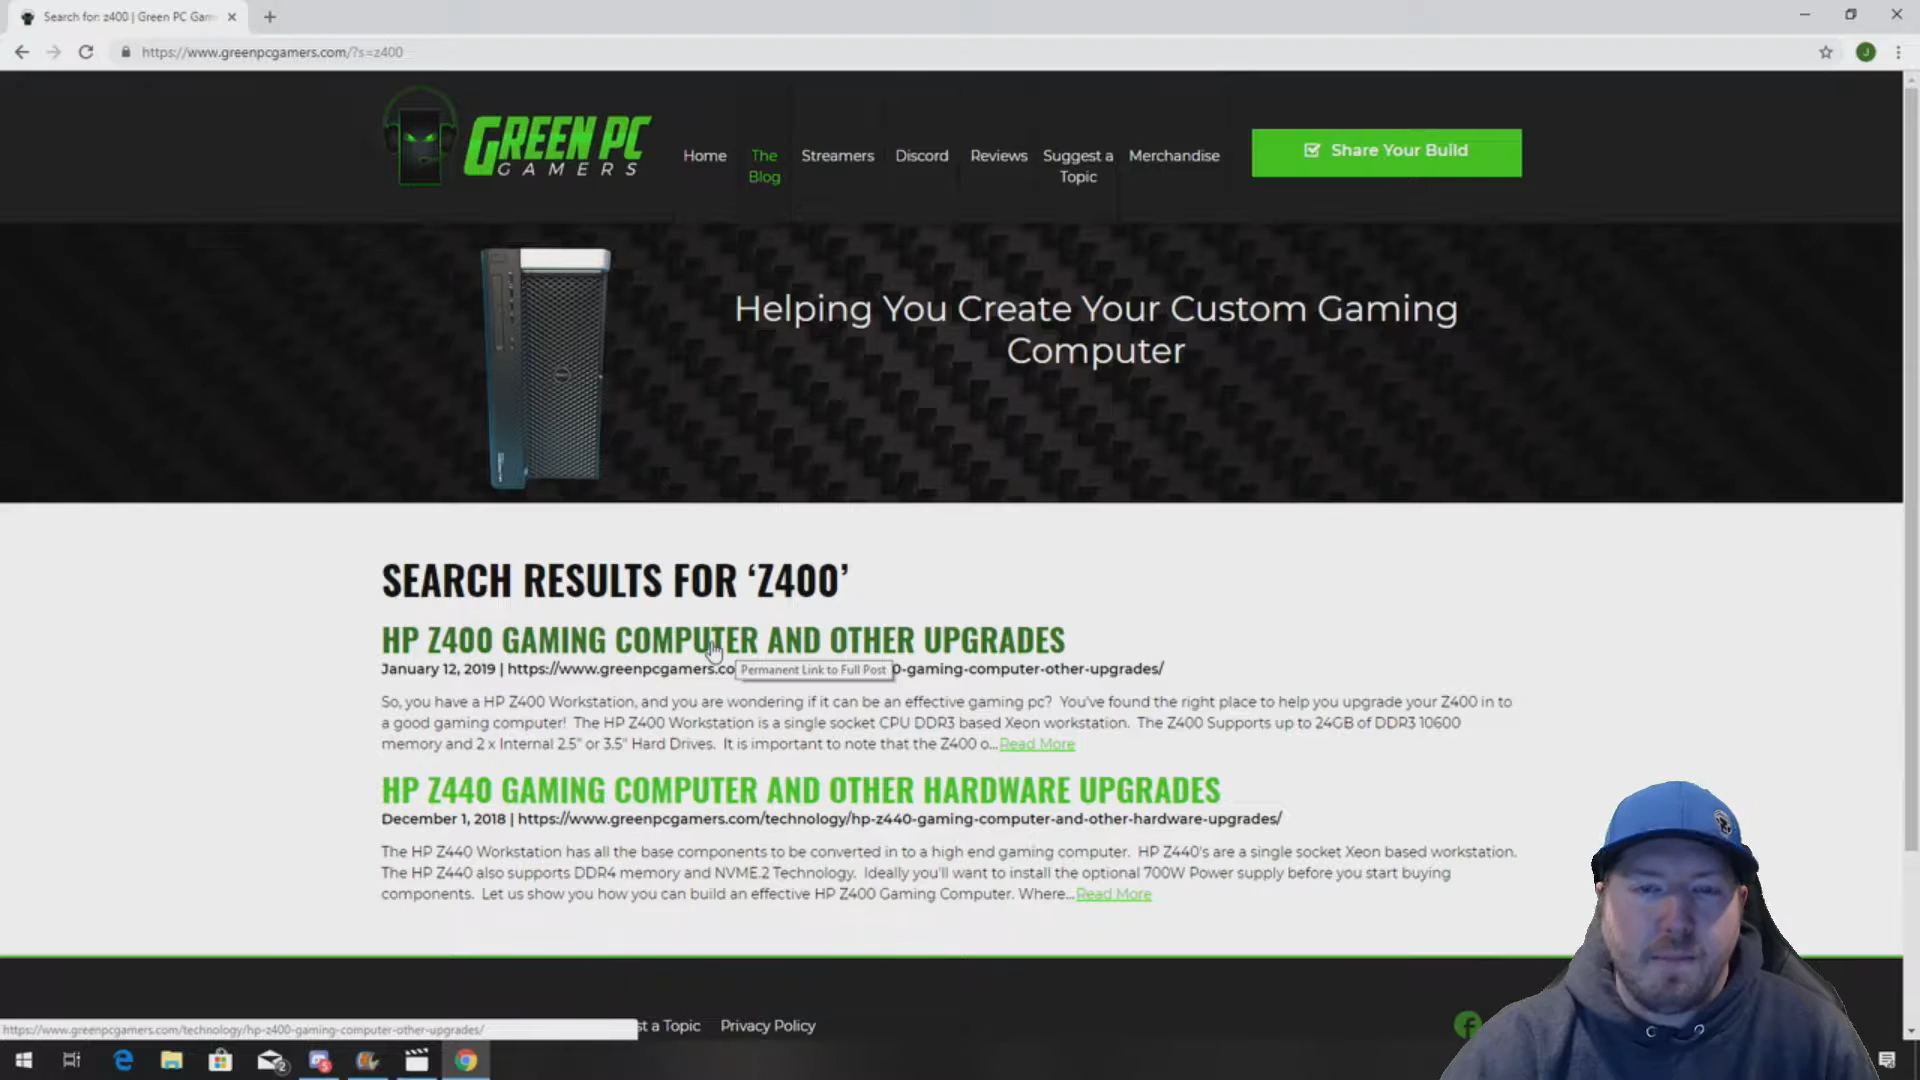 Search for: z400 | Green PC Gam
https://www.greenpcgamers.com/?s=z400
J
GREEN PC
GAMERS
Home
The
Blog
Streamers
Discord
Reviews
Suggest a
Topic
Merchandise
Share Your Build
Helping You Create Your Custom Gaming
Computer
SEARCH RESULTS FOR ‘Z400’
HP Z400 GAMING COMPUTER AND OTHER UPGRADES
January 12, 2019 | https://www.greenpcgamers.co
Permanent Link to Full Post
0-gaming-computer-other-upgrades/
So, you have a HP Z400 Workstation, and you are wondering if it can be an effective gaming pc? You've found the right place to help you upgrade your Z400 in to
a good gaming computer! The HP Z400 Workstation is a single socket CPU DDR3 based Xeon workstation. The Z400 Supports up to 24GB of DDR3 10600
memory and 2 x Internal 2.5" or 3.5" Hard Drives. It is important to note that the Z400 o...Read More
HP Z440 GAMING COMPUTER AND OTHER HARDWARE UPGRADES
December 1, 2018 | https://www.greenpcgamers.com/technology/hp-z440-gaming-computer-and-other-hardware-upgrades/
The HP Z440 Workstation has all the base components to be converted in to a high end gaming computer. HP Z440's are a single socket Xeon based workstation.
The HP Z440 also supports DDR4 memory and NVME.2 Technology. Ideally you'll want to install the optional 700W Power supply before you start buying
components. Let us show you how you can build an effective HP Z400 Gaming Computer. Where...Read More
st a Topic
Privacy Policy
https://www.greenpcgamers.com/technology/hp-z400-gaming-computer-other-upgrades/
2
5